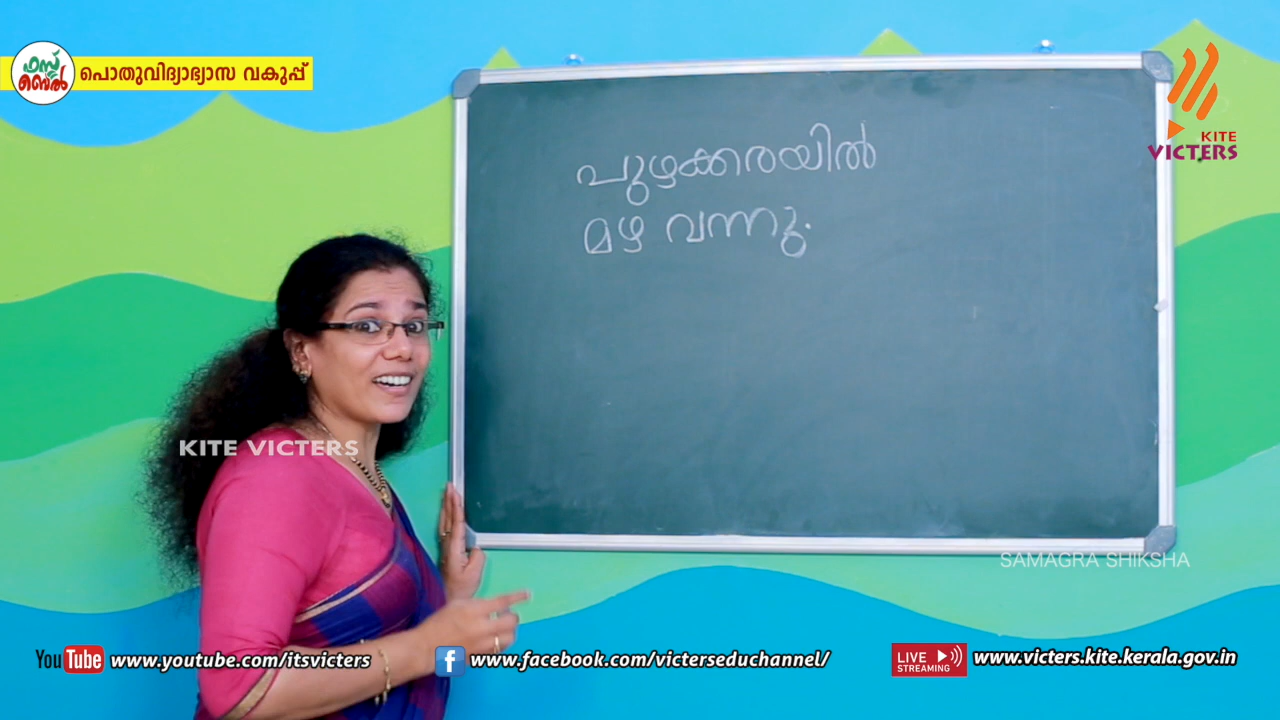 ഫസ്റ്റ് ബെൽ
പൊതുവിദ്യാഭ്യാസ വകുപ്പ്
KITE VICTERS
പുഴക്കരയിൽ
മഴ വന്നു.
KITE VICTERS
SAMAGRA SHIKSHA
YouTube www.youtube.com/itsvicters
f www.facebook.com/victerseduchannel/
LIVE STREAMING www.victers.kite.kerala.gov.in